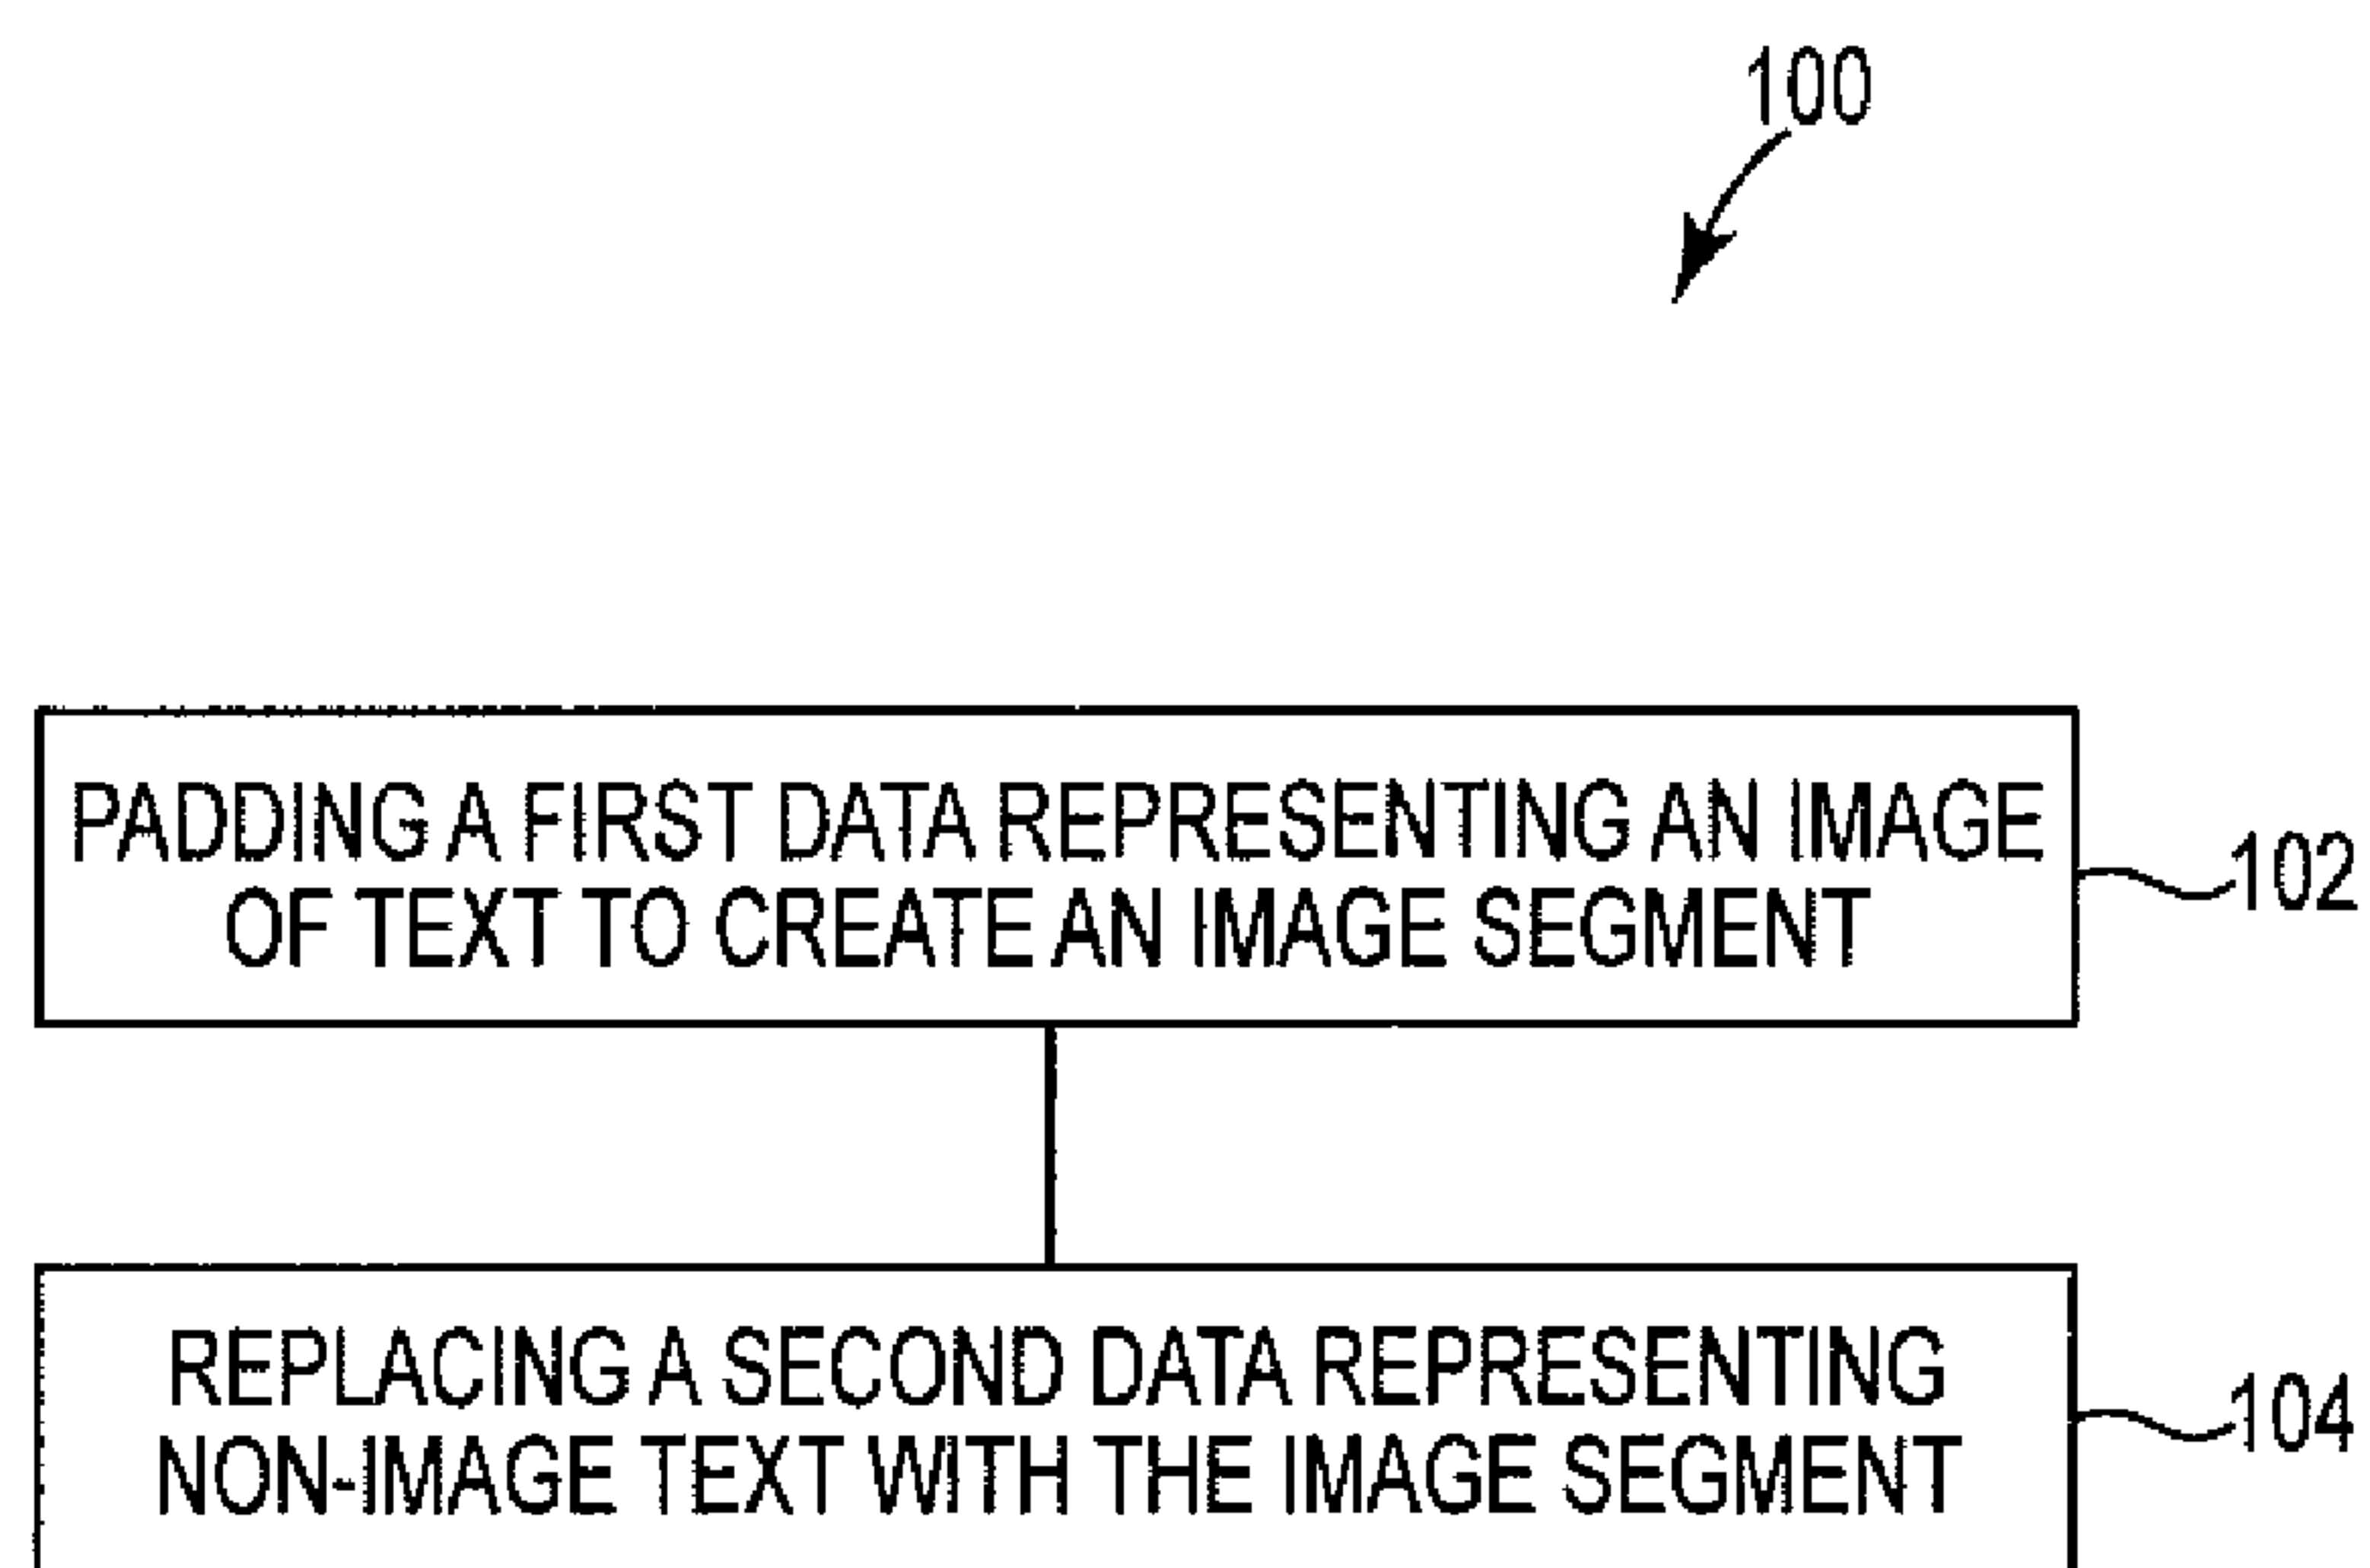 100
PADDING A FIRST DATA REPRESENTING AN IMAGE
OF TEXT TO CREATE AN IMAGE SEGMENT
102
REPLACING A SECOND DATA REPRESENTING
NON-IMAGE TEXT WITH THE IMAGE SEGMENT
104